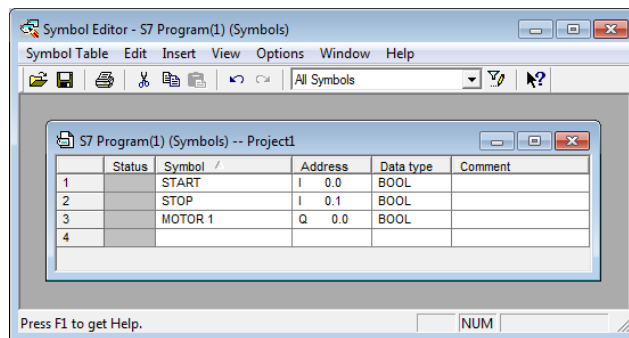 Symbol Editor - S7 Program(1) (Symbols)
Symbol Table Edit Insert View Options Window Help
All Symbols
S7 Program(1) (Symbols) -- Project1
Status Symbol / Address Data type Comment
1 START I 0.0 BOOL
2 STOP I 0.1 BOOL
3 MOTOR 1 Q 0.0 BOOL
4
Press F1 to get Help. NUM